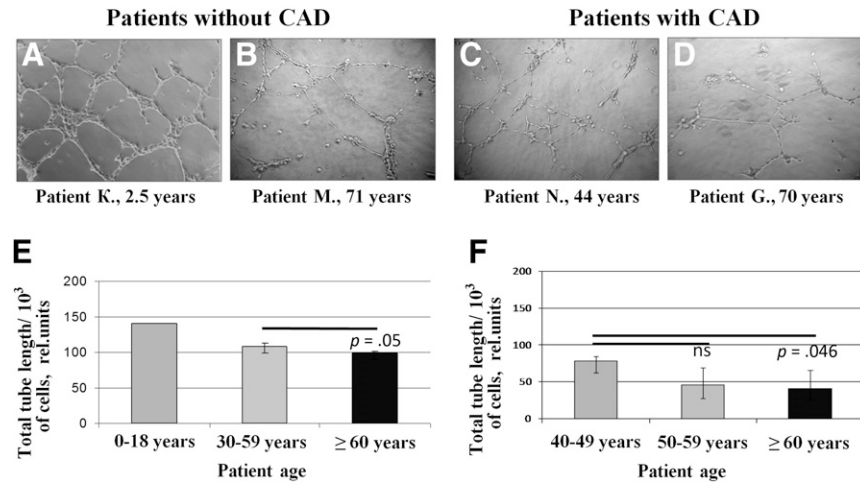 Patients without CAD
Patients with CAD
A
B
C
D
Patient K., 2.5 years
Patient M., 71 years
Patient N., 44 years
Patient G., 70 years
E
Total tube length/ 10³
of cells, rel.units
200
150
100
50
0
p = .05
0-18 years
30-59 years
≥ 60 years
Patient age
F
Total tube length/ 10³
of cells, rel.units
200
150
100
50
0
ns
p = .046
40-49 years
50-59 years
≥ 60 years
Patient age